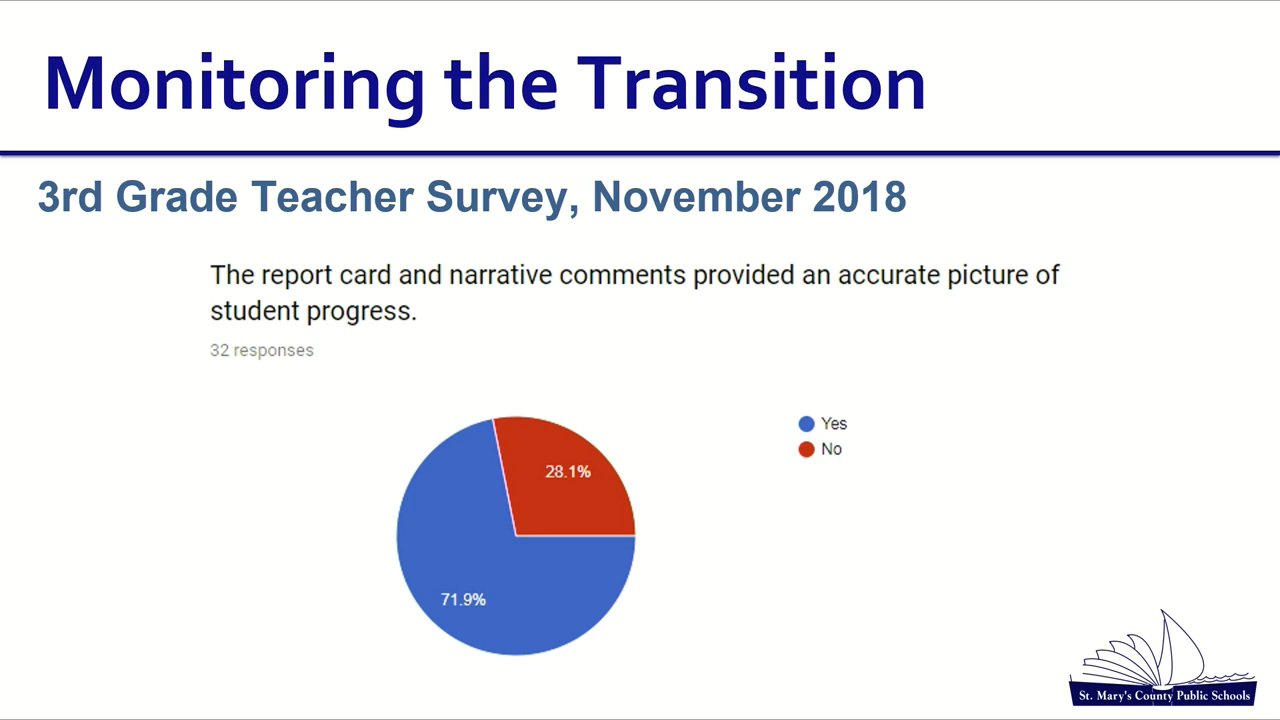 Monitoring the Transition
3rd Grade Teacher Survey, November 2018
The report card and narrative comments provided an accurate picture of
student progress.
32 responses
Yes
No
28.1%
71.9%
St. Mary's County Public Schools